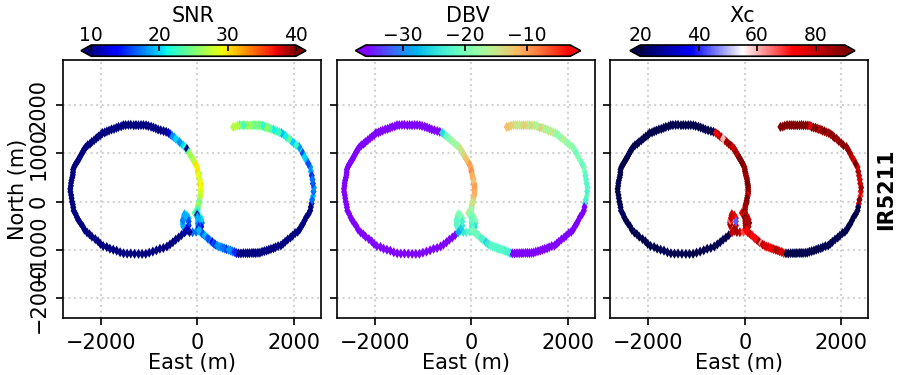 SNR DBV Xc
10 20 30 40 −30 −20 −10 20 40 60 80
2000
1000
0
−1000
−2000
North (m)
IR5211
−2000 0 2000 −2000 0 2000 −2000 0 2000
East (m) East (m) East (m)